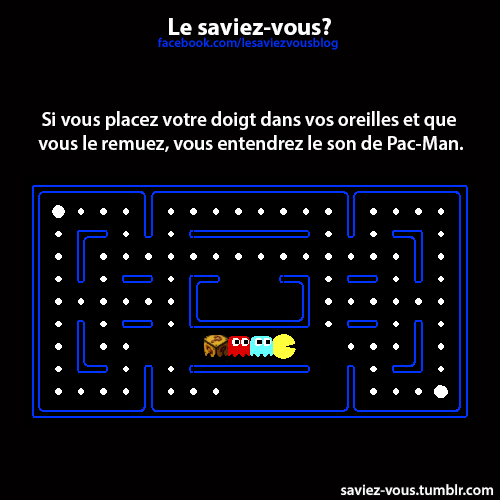 Le saviez-vous?
facebook.com/lesaviezvousblog
Si vous placez votre doigt dans vos oreilles et que
vous le remuez, vous entendrez le son de Pac-Man.
saviez-vous.tumblr.com